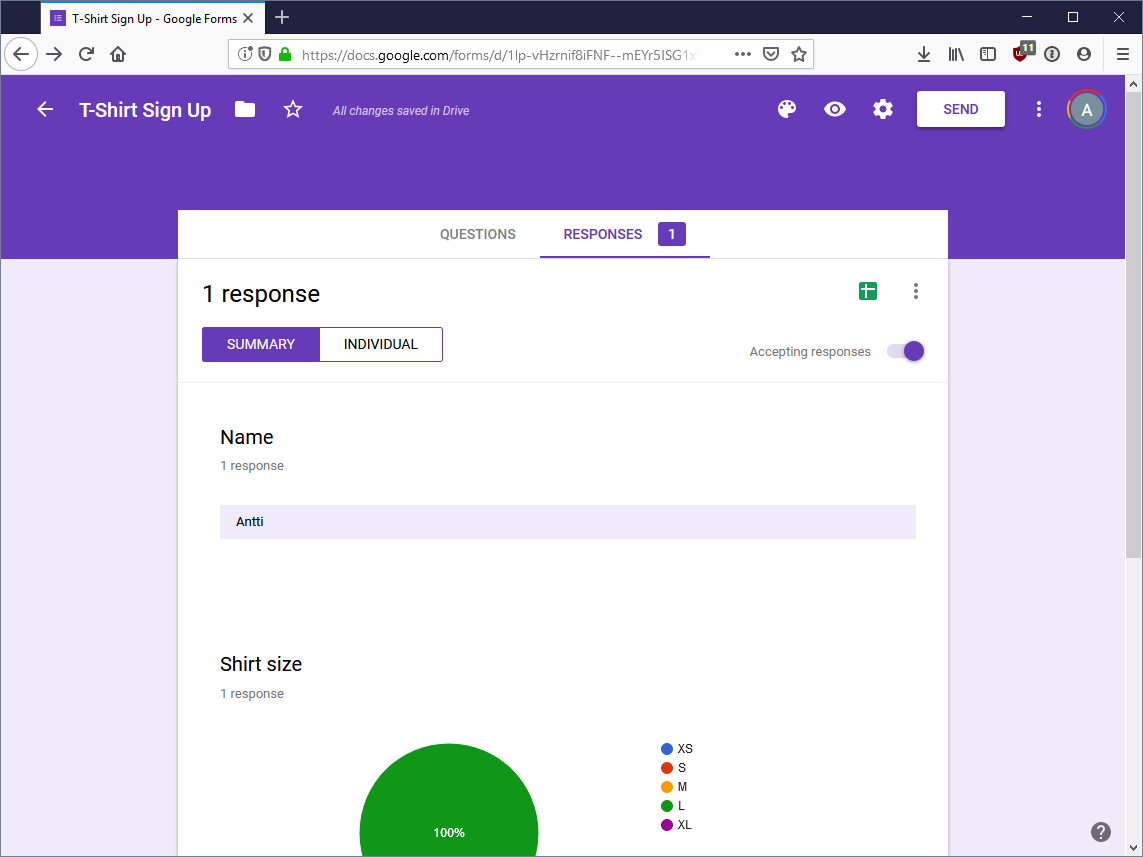 T-Shirt Sign Up - Google Forms
https://docs.google.com/forms/d/1lp-vHzrnif8iFNF--mEYr5ISG1x
11
T-Shirt Sign Up
All changes saved in Drive
SEND
A
QUESTIONS
RESPONSES 1
1 response
SUMMARY
INDIVIDUAL
Accepting responses
Name
1 response
Antti
Shirt size
1 response
XS
S
M
L
XL
100%